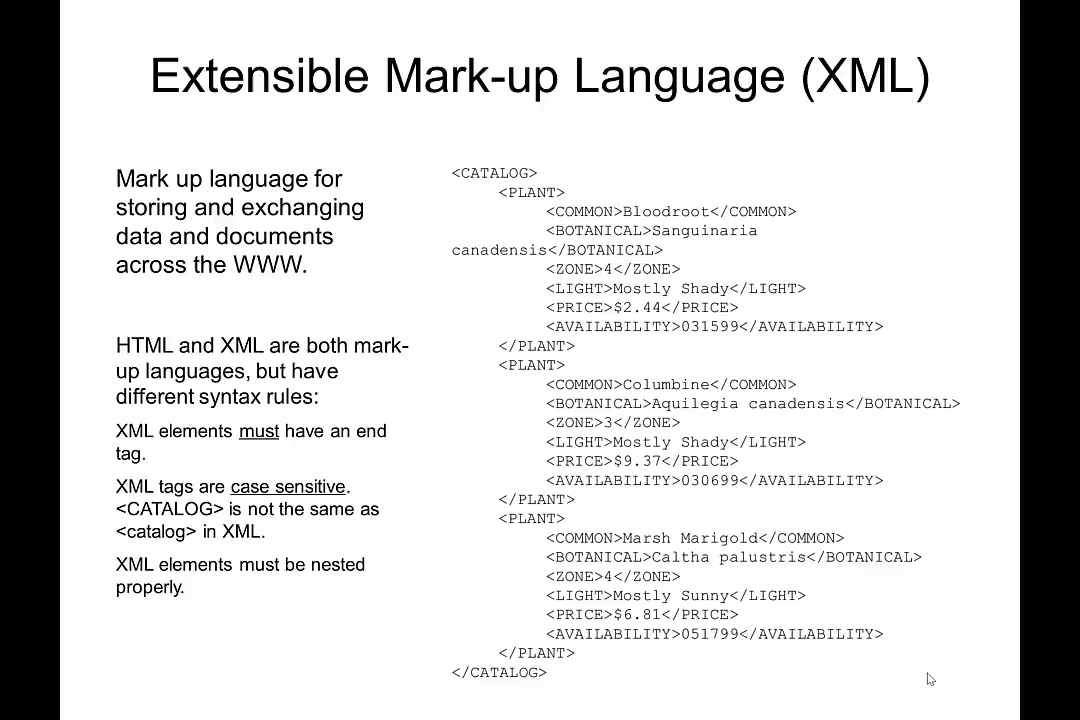 Extensible Mark-up Language (XML)
Mark up language for
storing and exchanging
data and documents
across the WWW.
HTML and XML are both mark-
up languages, but have
different syntax rules:
XML elements must have an end
tag.
XML tags are case sensitive.
<CATALOG> is not the same as
<catalog> in XML.
XML elements must be nested
properly.
<CATALOG>
<PLANT>
<COMMON>Bloodroot</COMMON>
<BOTANICAL>Sanguinaria
canadensis</BOTANICAL>
<ZONE>4</ZONE>
<LIGHT>Mostly Shady</LIGHT>
<PRICE>$2.44</PRICE>
<AVAILABILITY>031599</AVAILABILITY>
</PLANT>
<PLANT>
<COMMON>Columbine</COMMON>
<BOTANICAL>Aquilegia canadensis</BOTANICAL>
<ZONE>3</ZONE>
<LIGHT>Mostly Shady</LIGHT>
<PRICE>$9.37</PRICE>
<AVAILABILITY>030699</AVAILABILITY>
</PLANT>
<PLANT>
<COMMON>Marsh Marigold</COMMON>
<BOTANICAL>Caltha palustris</BOTANICAL>
<ZONE>4</ZONE>
<LIGHT>Mostly Sunny</LIGHT>
<PRICE>$6.81</PRICE>
<AVAILABILITY>051799</AVAILABILITY>
</PLANT>
</CATALOG>